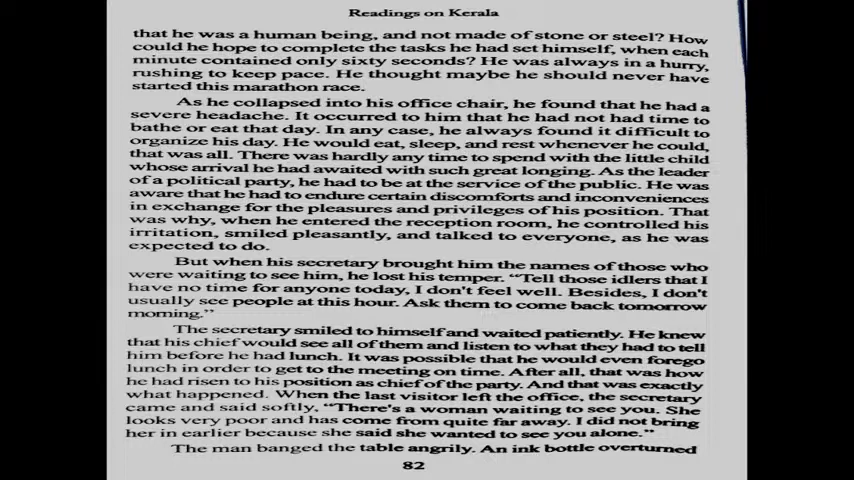 Readings on Kerala
that he was a human being, and not made of stone or steel? How
could he hope to complete the tasks he had set himself, when each
minute contained only sixty seconds? He was always in a hurry,
rushing to keep pace. He thought maybe he should never have
started this marathon race.
As he collapsed into his office chair, he found that he had a
severe headache. It occurred to him that he had not had time to
bathe or eat that day. In any case, he always found it difficult to
organize his day. He would eat, sleep, and rest whenever he could,
that was all. There was hardly any time to spend with the little child
whose arrival he had awaited with such great longing. As the leader
of a political party, he had to be at the service of the public. He was
aware that he had to endure certain discomforts and inconveniences
in exchange for the pleasures and privileges of his position. That
was why, when he entered the reception room, he controlled his
irritation, smiled pleasantly, and talked to everyone, as he was
expected to do.
But when his secretary brought him the names of those who
were waiting to see him, he lost his temper. “Tell those idlers that I
have no time for anyone today, I don't feel well. Besides, I don't
usually see people at this hour. Ask them to come back tomorrow
morning.”
The secretary smiled to himself and waited patiently. He knew
that his chief would see all of them and listen to what they had to tell
him before he had lunch. It was possible that he would even forego
lunch in order to get to the meeting on time. After all, that was how
he had risen to his position as chief of the party. And that was exactly
what happened. When the last visitor left the office, the secretary
came and said softly, “There's a woman waiting to see you. She
looks very poor and has come from quite far away. I did not bring
her in earlier because she said she wanted to see you alone.”
The man banged the table angrily. An ink bottle overturned
82